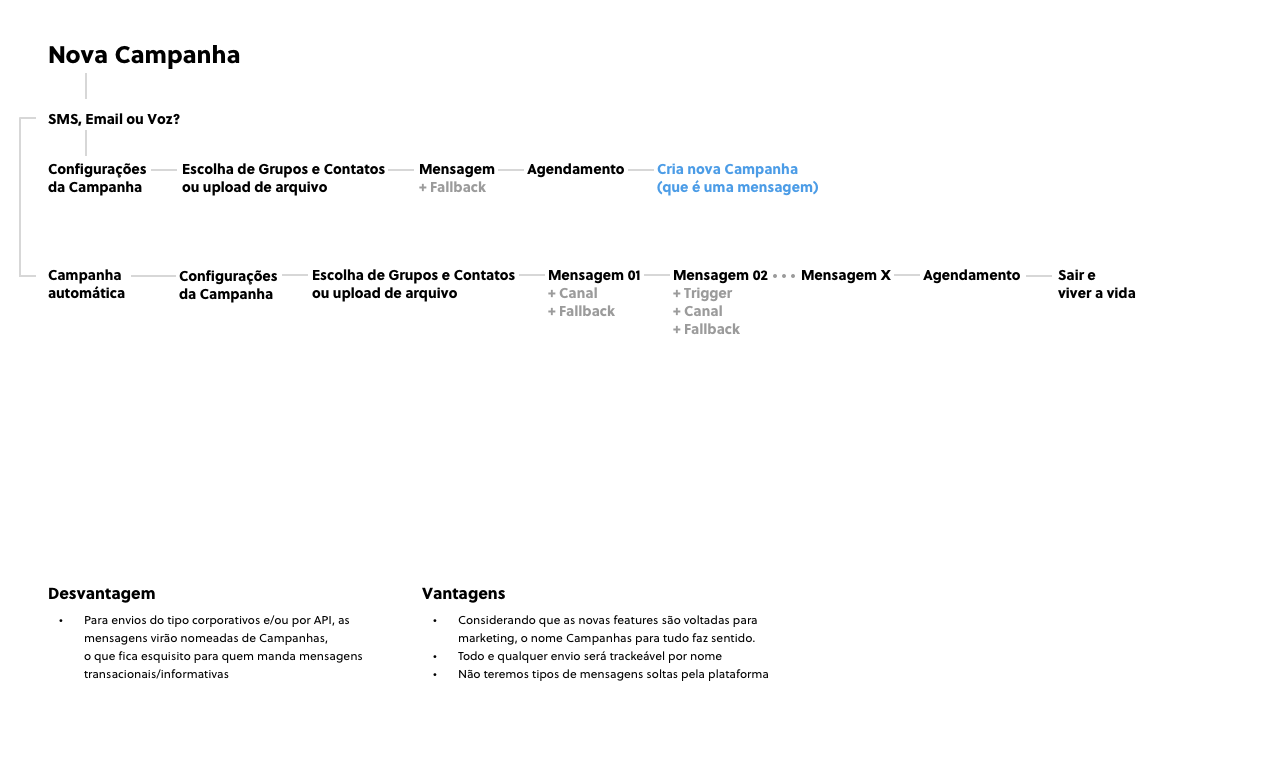 Nova Campanha
SMS, Email ou Voz?
Configurações
da Campanha
Escolha de Grupos e Contatos
ou upload de arquivo
Mensagem
+ Fallback
Agendamento
Cria nova Campanha
(que é uma mensagem)
Campanha
automática
Configurações
da Campanha
Escolha de Grupos e Contatos
ou upload de arquivo
Mensagem 01
+ Canal
+ Fallback
Mensagem 02
+ Trigger
+ Canal
+ Fallback
• • •
Mensagem X
Agendamento
Sair e
viver a vida
Desvantagem
• Para envios do tipo corporativos e/ou por API, as
mensagens virão nomeadas de Campanhas,
o que fica esquisito para quem manda mensagens
transacionais/informativas
Vantagens
• Considerando que as novas features são voltadas para
marketing, o nome Campanhas para tudo faz sentido.
• Todo e qualquer envio será trackeável por nome
• Não teremos tipos de mensagens soltas pela plataforma